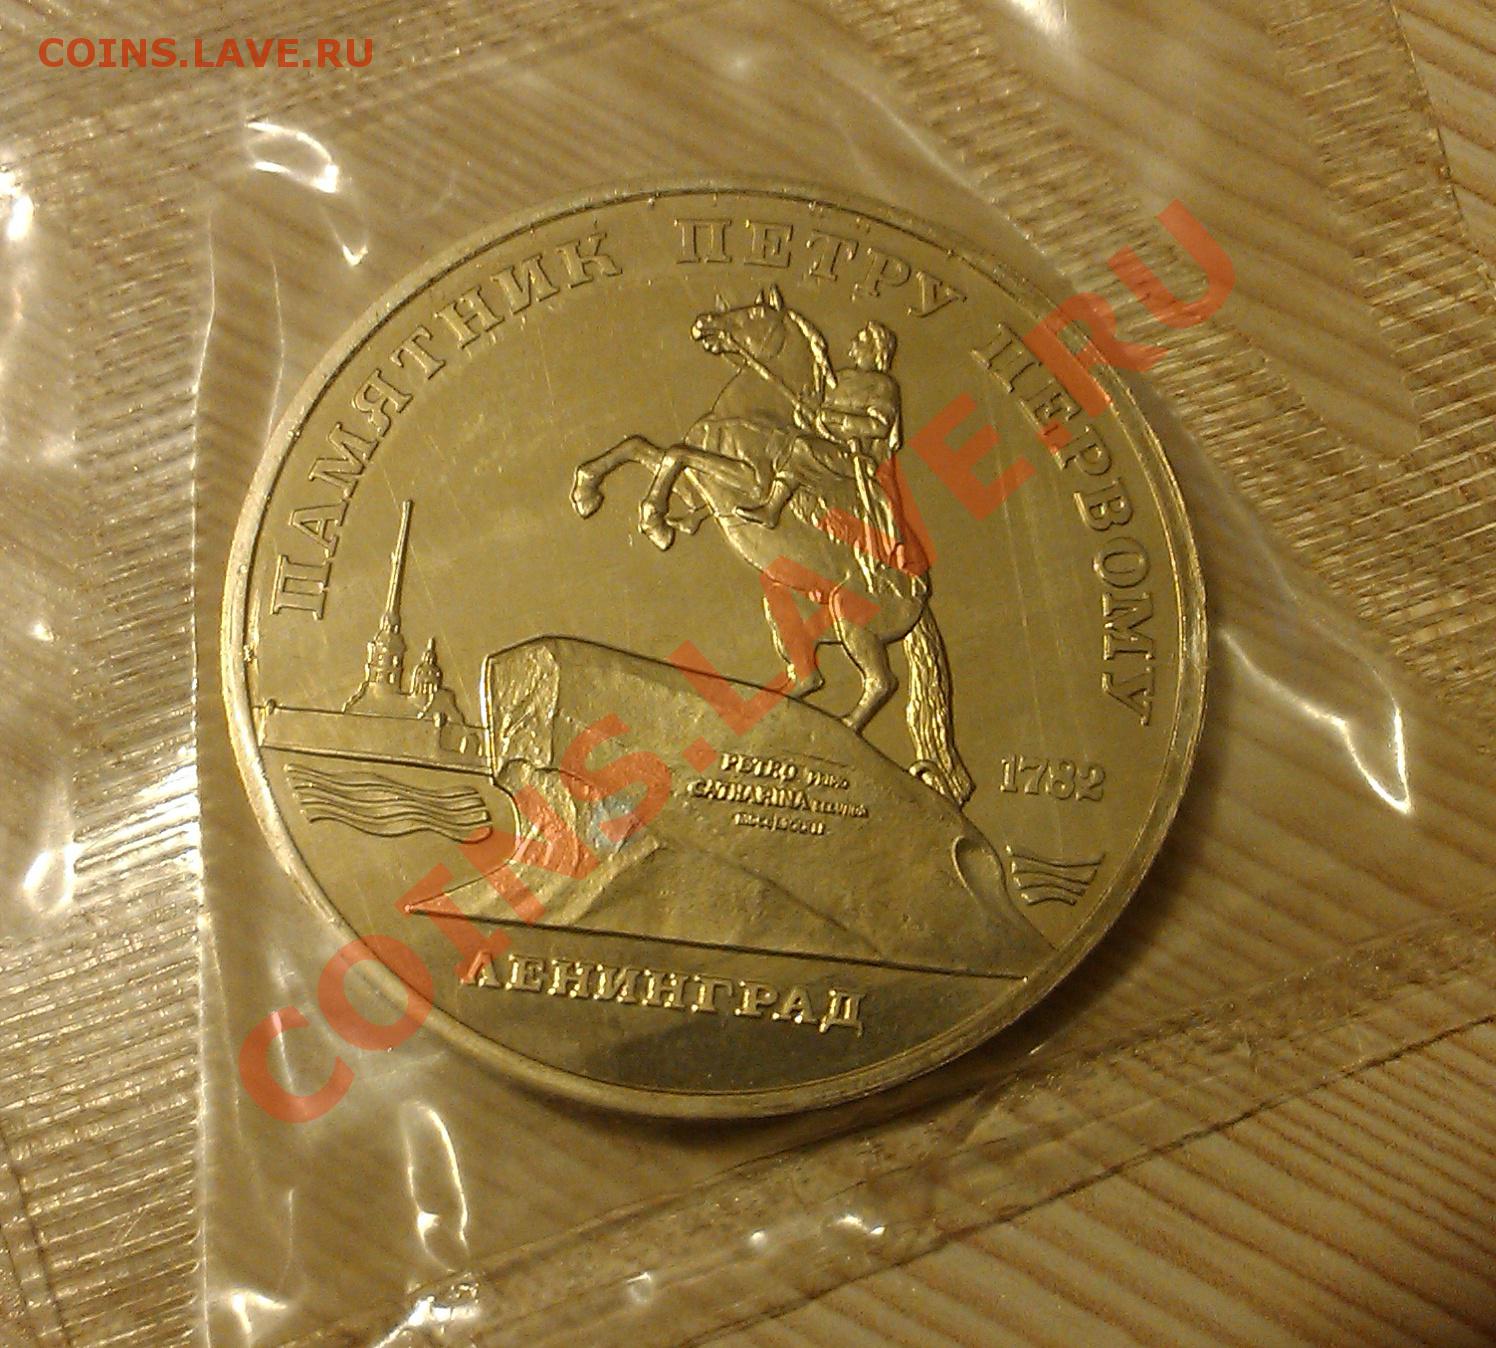 COINS.LAVE.RU
ПАМЯТНИК ПЕТРУ ПЕРВОМУ
PETRO
CATHARINA
1782
ЛЕНИНГРАД
COINS.LAVE.RU